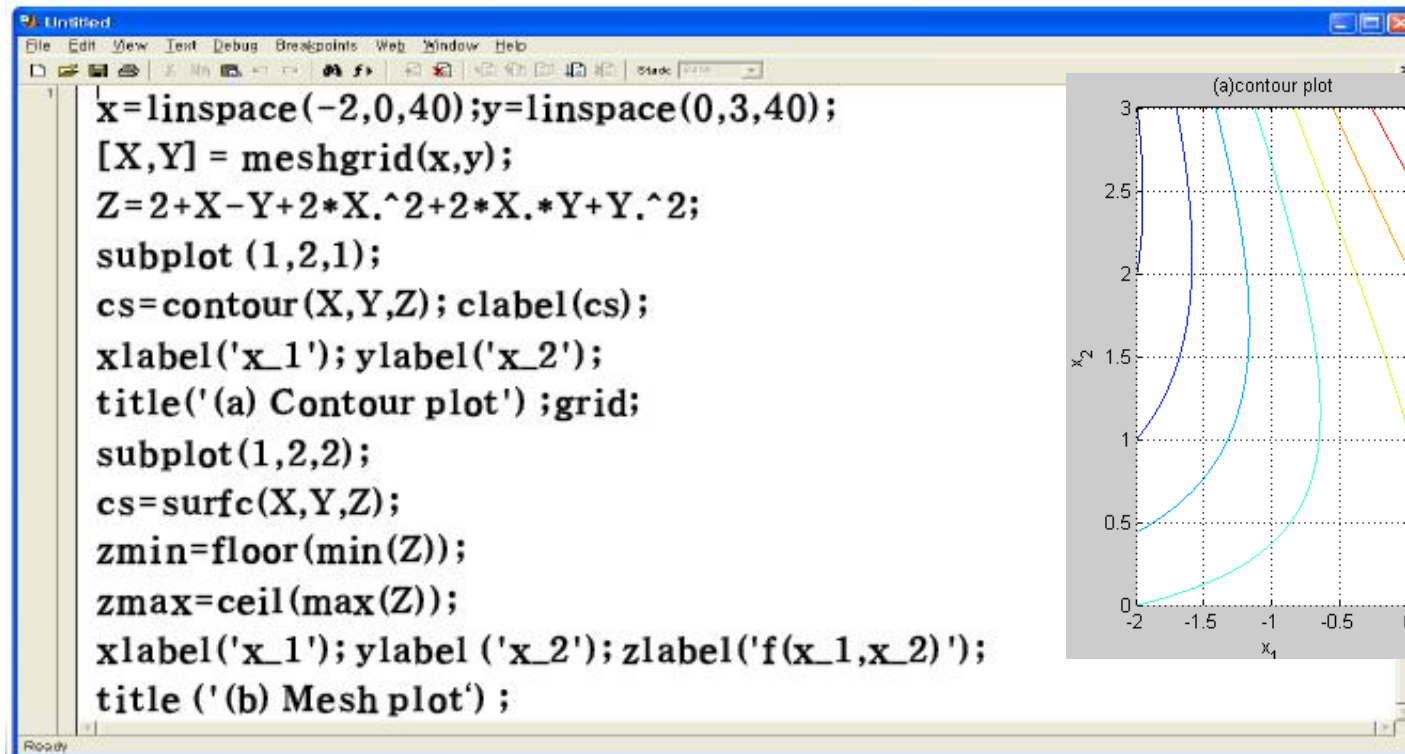 Untitled
File Edit View Text Debug Breakpoints Web Window Help
Stack:
1
x=linspace(-2,0,40);y=linspace(0,3,40);
[X,Y] = meshgrid(x,y);
Z=2+X-Y+2*X.^2+2*X.*Y+Y.^2;
subplot (1,2,1);
cs=contour(X,Y,Z); clabel(cs);
xlabel('x_1'); ylabel('x_2');
title('(a) Contour plot') ;grid;
subplot(1,2,2);
cs=surfc(X,Y,Z);
zmin=floor(min(Z));
zmax=ceil(max(Z));
xlabel('x_1'); ylabel ('x_2'); zlabel('f(x_1,x_2)');
title ('(b) Mesh plot‘) ;
Ready
(a)contour plot
3
2.5
2
1.5
1
0.5
0
x2
-2 -1.5 -1 -0.5
x1